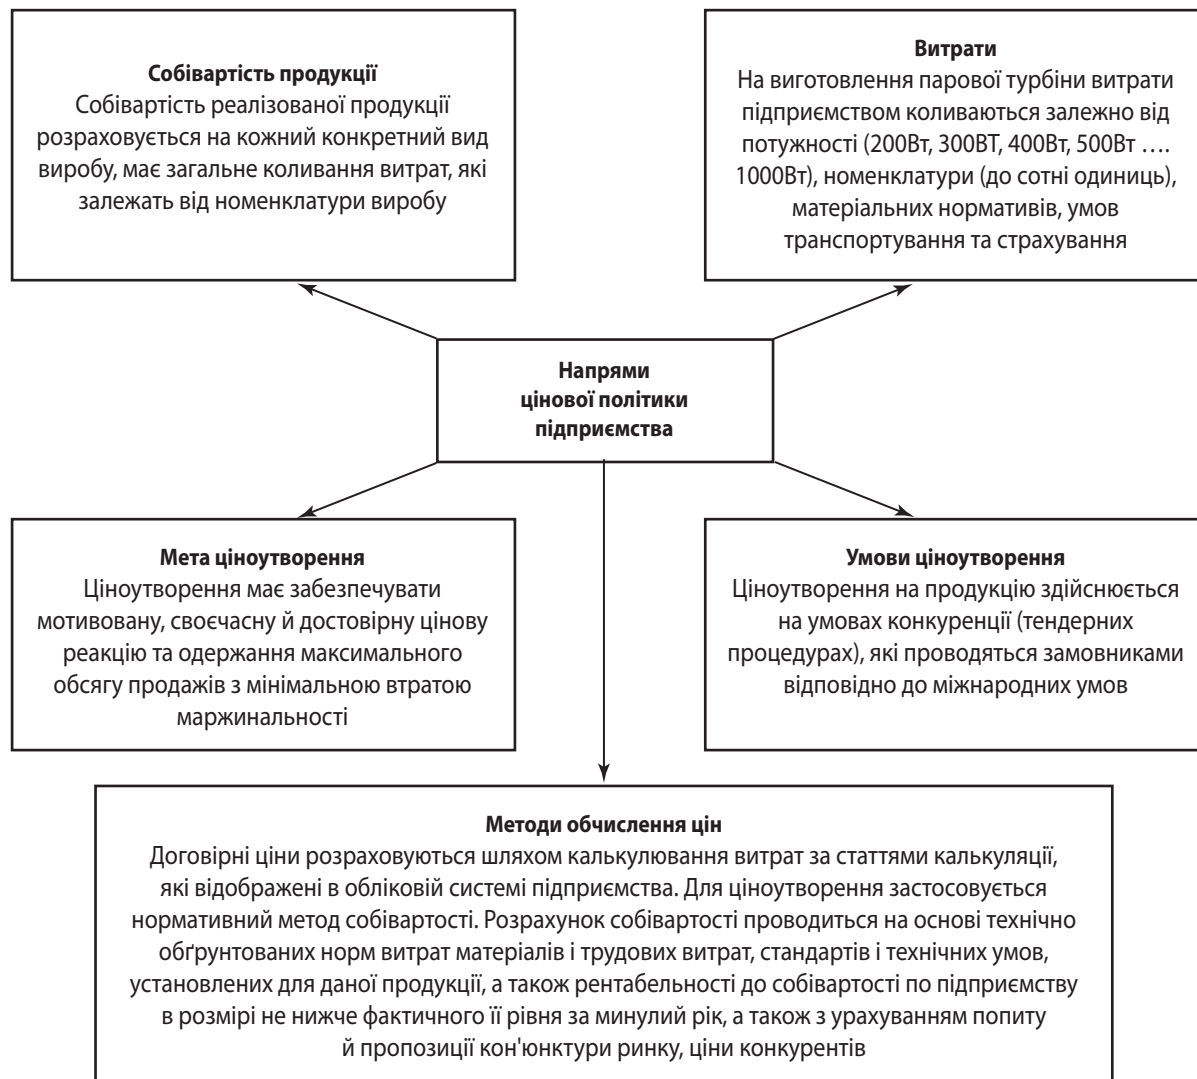 Собівартість продукції
Собівартість реалізованої продукції
розраховується на кожний конкретний вид
виробу, має загальне коливання витрат, які
залежать від номенклатури виробу
Витрати
На виготовлення парової турбіни витрати
підприємством коливаються залежно від
потужності (200Вт, 300ВТ, 400Вт, 500Вт ….
1000Вт), номенклатури (до сотні одиниць),
матеріальних нормативів, умов
транспортування та страхування
Напрями
цінової політики
підприємства
Мета ціноутворення
Ціноутворення має забезпечувати
мотивовану, своєчасну й достовірну цінову
реакцію та одержання максимального
обсягу продажів з мінімальною втратою
маржинальності
Умови ціноутворення
Ціноутворення на продукцію здійснюється
на умовах конкуренції (тендерних
процедурах), які проводяться замовниками
відповідно до міжнародних умов
Методи обчислення цін
Договірні ціни розраховуються шляхом калькулювання витрат за статтями калькуляції,
які відображені в обліковій системі підприємства. Для ціноутворення застосовується
нормативний метод собівартості. Розрахунок собівартості проводиться на основі технічно
обґрунтованих норм витрат матеріалів і трудових витрат, стандартів і технічних умов,
установлених для даної продукції, а також рентабельності до собівартості по підприємству
в розмірі не нижче фактичного її рівня за минулий рік, а також з урахуванням попиту
й пропозиції кон'юнктури ринку, ціни конкурентів